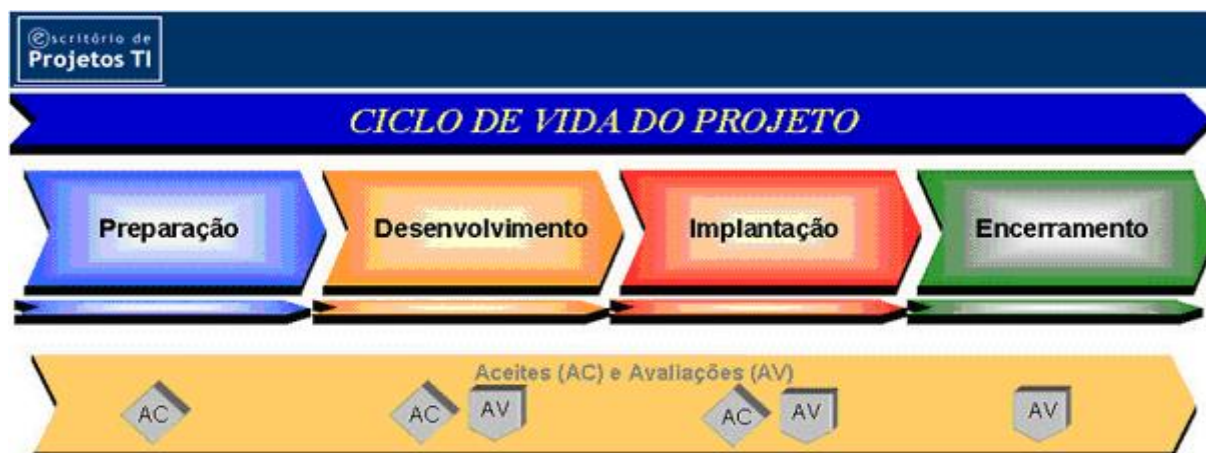 escritório de
Projetos TI
CICLO DE VIDA DO PROJETO
Preparação
Desenvolvimento
Implantação
Encerramento
Aceites (AC) e Avaliações (AV)
AC
AC
AV
AC
AV
AV